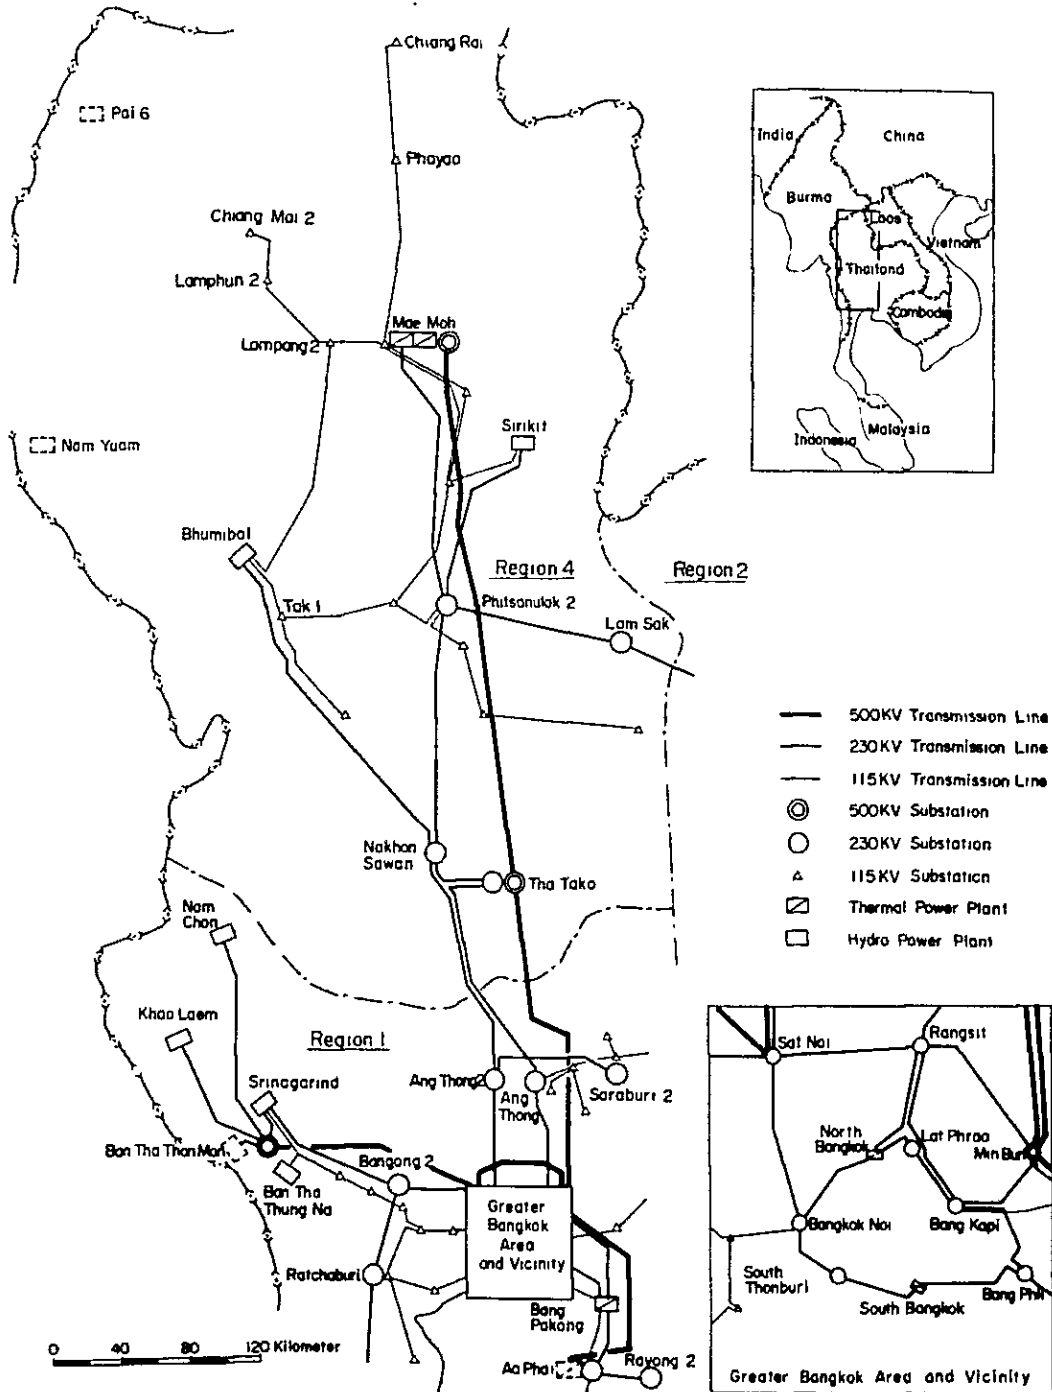 Chiang Rai
Pai 6
Phayao
Chiang Mai 2
Lamphun 2
Mae Moh
Lampang 2
Sirikit
Nam Yuam
Bhumibal
Region 4
Region 2
Tak 1
Phitsanulok 2
Lam Sak
Nakhon
Sawan
Tha Tako
Nam
Chon
Khao Laem
Region 1
Srinagarind
Ang Thong 2
Ang
Thong
Saraburi 2
Ban Tha Thon Mon
Bangong 2
Ban Tha
Thung Na
Greater
Bangkok
Area
and Vicinity
Ratchaburi
Bang
Pakong
Ao Phai
Rayong 2
0 40 80 120 Kilometer
India
China
Burma
Laos
Vietnam
Thailand
Cambodia
Malaysia
Indonesia
500KV Transmission Line
230KV Transmission Line
115KV Transmission Line
500KV Substation
230KV Substation
115KV Substation
Thermal Power Plant
Hydro Power Plant
Sat Noi
Rangsit
North
Bangkok
Lat Phrao
Min Buri
Bangkok Noi
Bang Kapi
South
Thonburi
South Bangkok
Bang Phli
Greater Bangkok Area and Vicinity